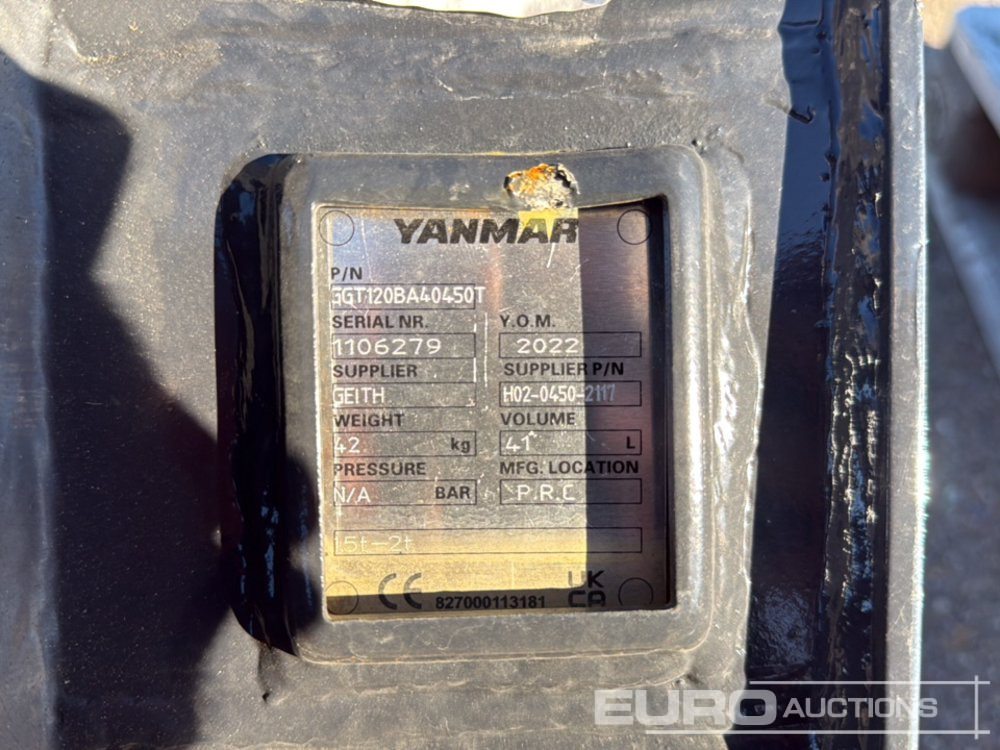 YANMAR
P/N
GGT120BA40450T
SERIAL NR. Y.O.M.
1106279 2022
SUPPLIER SUPPLIER P/N
GEITH H02-0450-2117
WEIGHT VOLUME
42 kg 41 L
PRESSURE MFG. LOCATION
N/A BAR P.R.C
1.5t-2t
CE UK CA
827000113181
EURO AUCTIONS